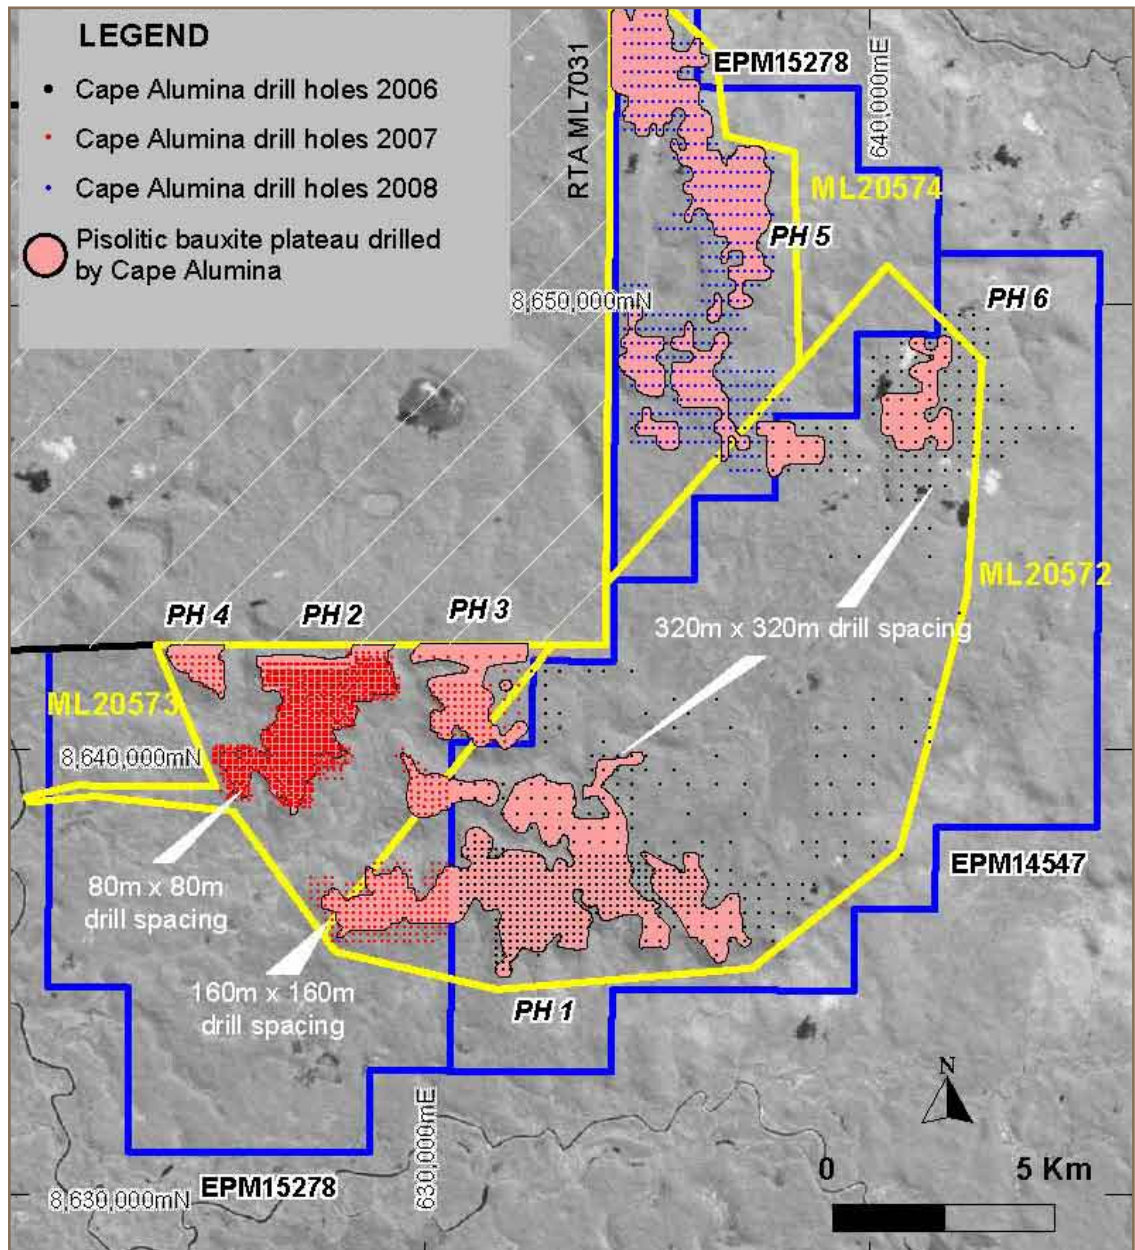 LEGEND
Cape Alumina drill holes 2006
Cape Alumina drill holes 2007
Cape Alumina drill holes 2008
Pisolitic bauxite plateau drilled
by Cape Alumina
RTA ML7031
EPM15278
640,000mE
ML20574
PH 5
8,650,000mN
PH 6
ML20572
PH 4
PH 2
PH 3
320m x 320m drill spacing
ML20573
8,640,000mN
80m x 80m
drill spacing
EPM14547
160m x 160m
drill spacing
PH 1
N
630,000mE
0
5 Km
8,630,000mN
EPM15278